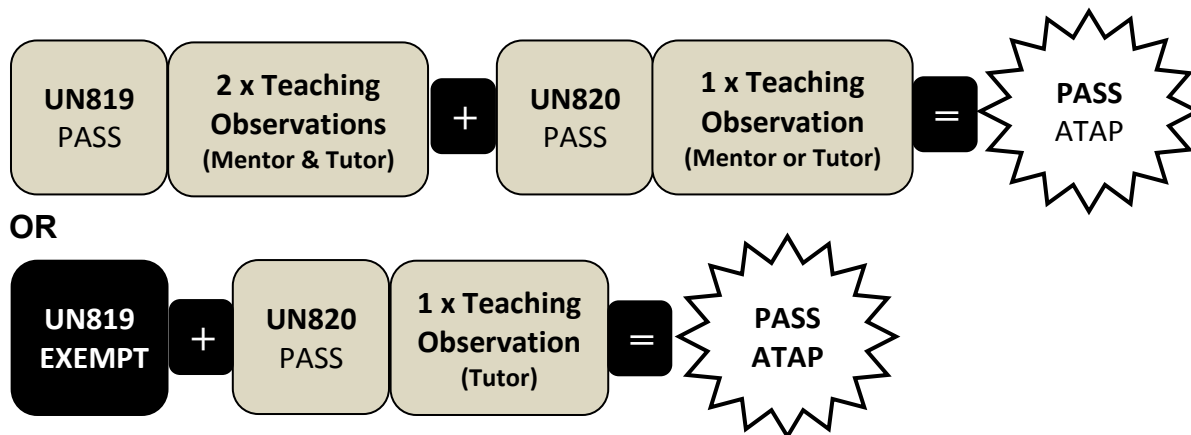 UN819
PASS
2 x Teaching
Observations
(Mentor & Tutor)
+
UN820
PASS
1 x Teaching
Observation
(Mentor or Tutor)
=
PASS
ATAP
OR
UN819
EXEMPT
+
UN820
PASS
1 x Teaching
Observation
(Tutor)
=
PASS
ATAP